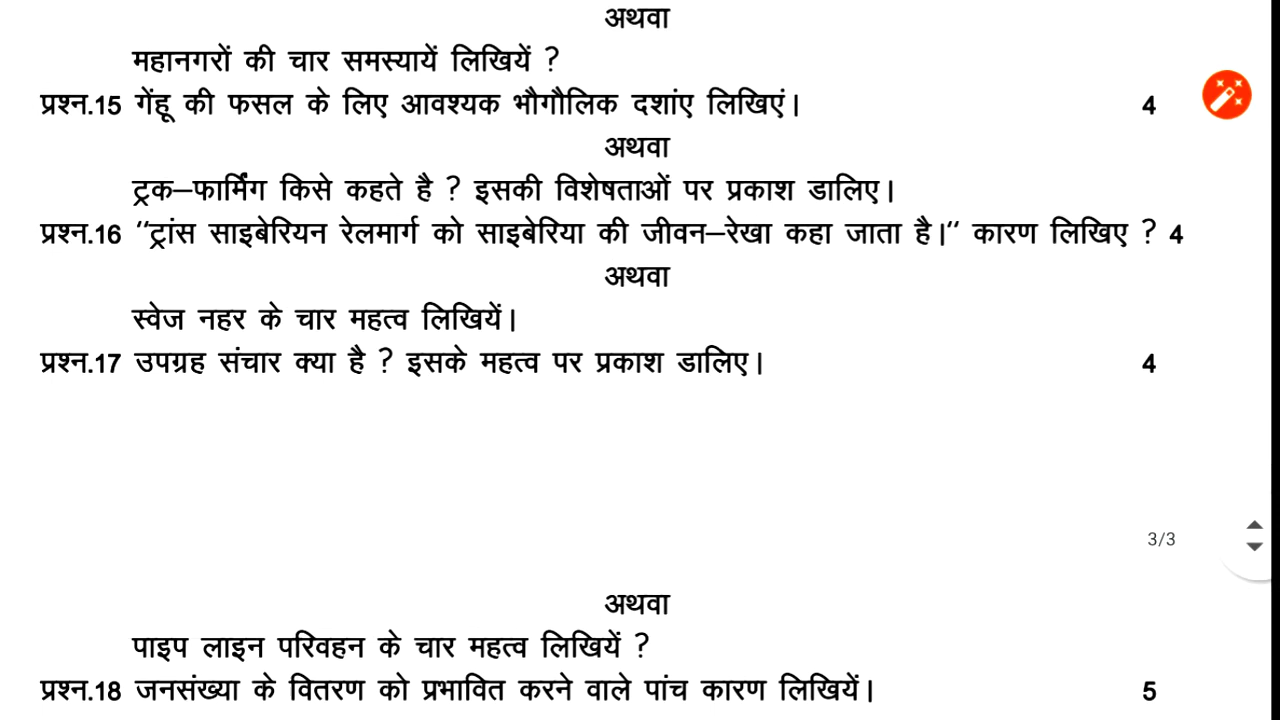 अथवा
महानगरों की चार समस्यायें लिखियें ?
प्रश्न.15 गेंहू की फसल के लिए आवश्यक भौगौलिक दशांए लिखिएं। 4
अथवा
ट्रक–फार्मिंग किसे कहते है ? इसकी विशेषताओं पर प्रकाश डालिए।
प्रश्न.16 ‘‘ट्रांस साइबेरियन रेलमार्ग को साइबेरिया की जीवन–रेखा कहा जाता है।’’ कारण लिखिए ? 4
अथवा
स्वेज नहर के चार महत्व लिखियें।
प्रश्न.17 उपग्रह संचार क्या है ? इसके महत्व पर प्रकाश डालिए। 4
3/3
अथवा
पाइप लाइन परिवहन के चार महत्व लिखियें ?
प्रश्न.18 जनसंख्या के वितरण को प्रभावित करने वाले पांच कारण लिखियें। 5